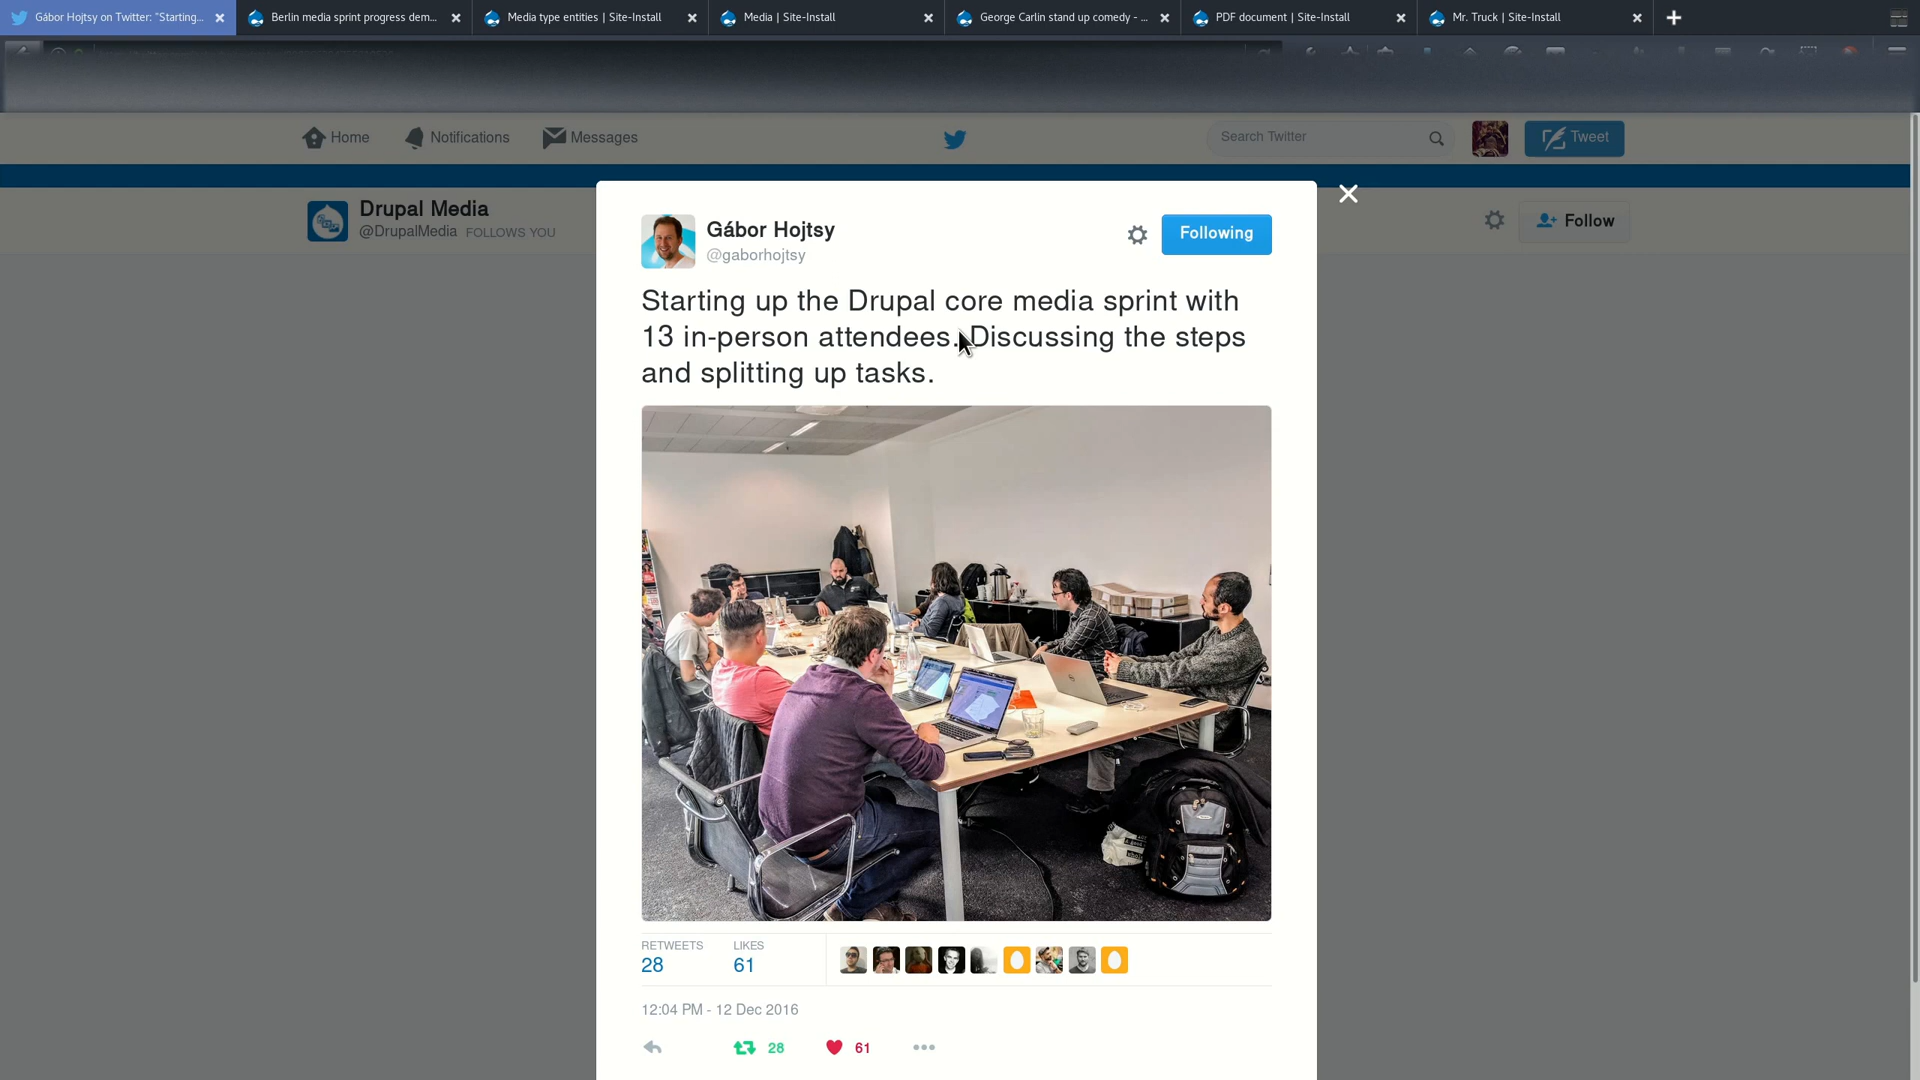 Gábor Hojtsy on Twitter: "Starting...
Berlin media sprint progress dem...
Media type entities | Site-Install
Media | Site-Install
George Carlin stand up comedy - ...
PDF document | Site-Install
Mr. Truck | Site-Install
Home
Notifications
Messages
Search Twitter
Tweet
Drupal Media
@DrupalMedia FOLLOWS YOU
Follow
Gábor Hojtsy
@gaborhojtsy
Following
Starting up the Drupal core media sprint with
13 in-person attendees. Discussing the steps
and splitting up tasks.
RETWEETS
28
LIKES
61
12:04 PM - 12 Dec 2016
28
61